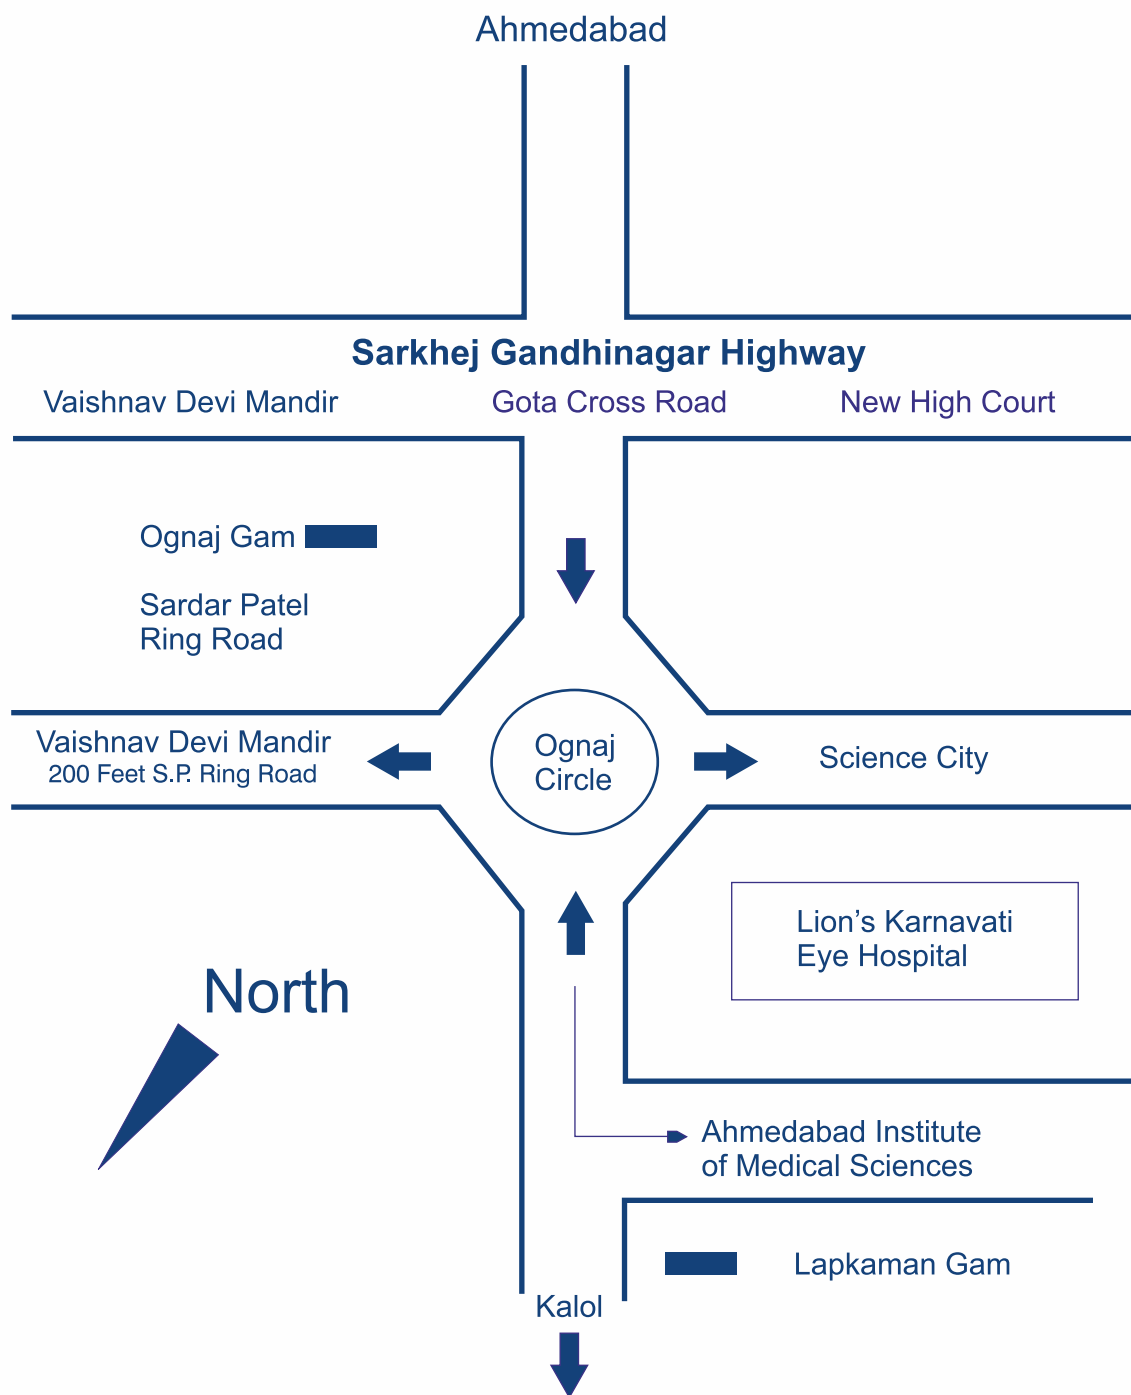 Ahmedabad
Sarkhej Gandhinagar Highway
Vaishnav Devi Mandir
Gota Cross Road
New High Court
Ognaj Gam
Sardar Patel
Ring Road
Vaishnav Devi Mandir
200 Feet S.P. Ring Road
Ognaj
Circle
Science City
Lion’s Karnavati
Eye Hospital
North
Ahmedabad Institute
of Medical Sciences
Lapkaman Gam
Kalol